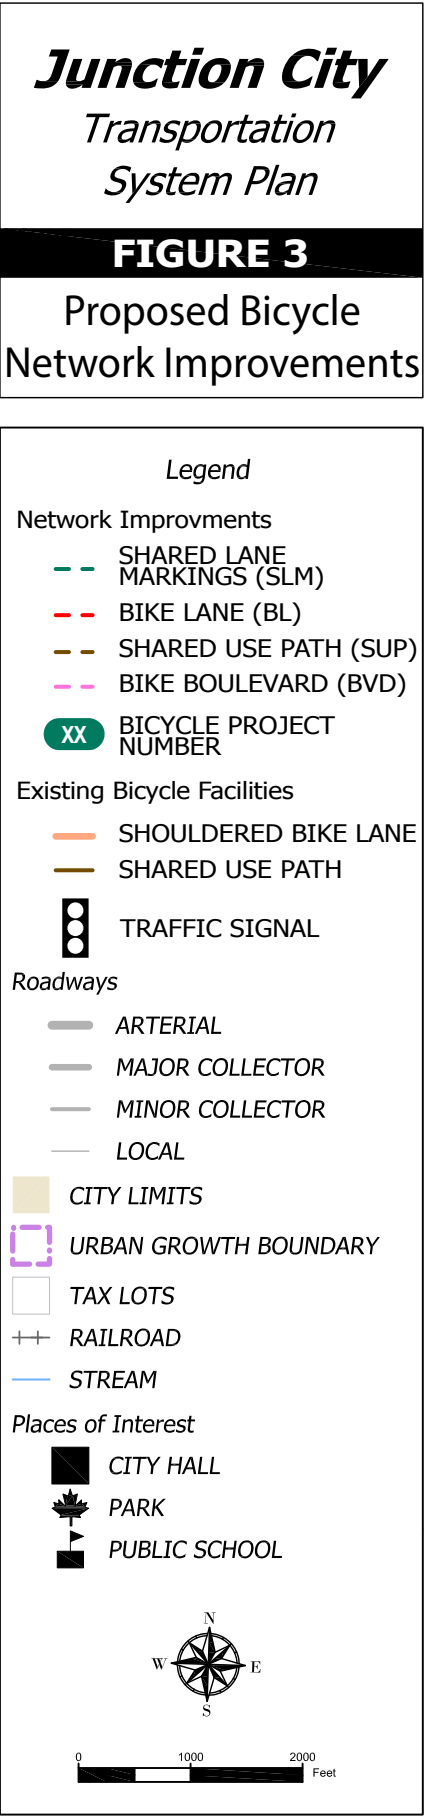 Junction City
Transportation
System Plan
FIGURE 3
Proposed Bicycle
Network Improvements
Legend
Network Improvments
SHARED LANE
MARKINGS (SLM)
BIKE LANE (BL)
SHARED USE PATH (SUP)
BIKE BOULEVARD (BVD)
XX
BICYCLE PROJECT
NUMBER
Existing Bicycle Facilities
SHOULDERED BIKE LANE
SHARED USE PATH
TRAFFIC SIGNAL
Roadways
ARTERIAL
MAJOR COLLECTOR
MINOR COLLECTOR
LOCAL
CITY LIMITS
URBAN GROWTH BOUNDARY
TAX LOTS
RAILROAD
STREAM
Places of Interest
CITY HALL
PARK
PUBLIC SCHOOL
N
W E
S
0 1000 2000
Feet